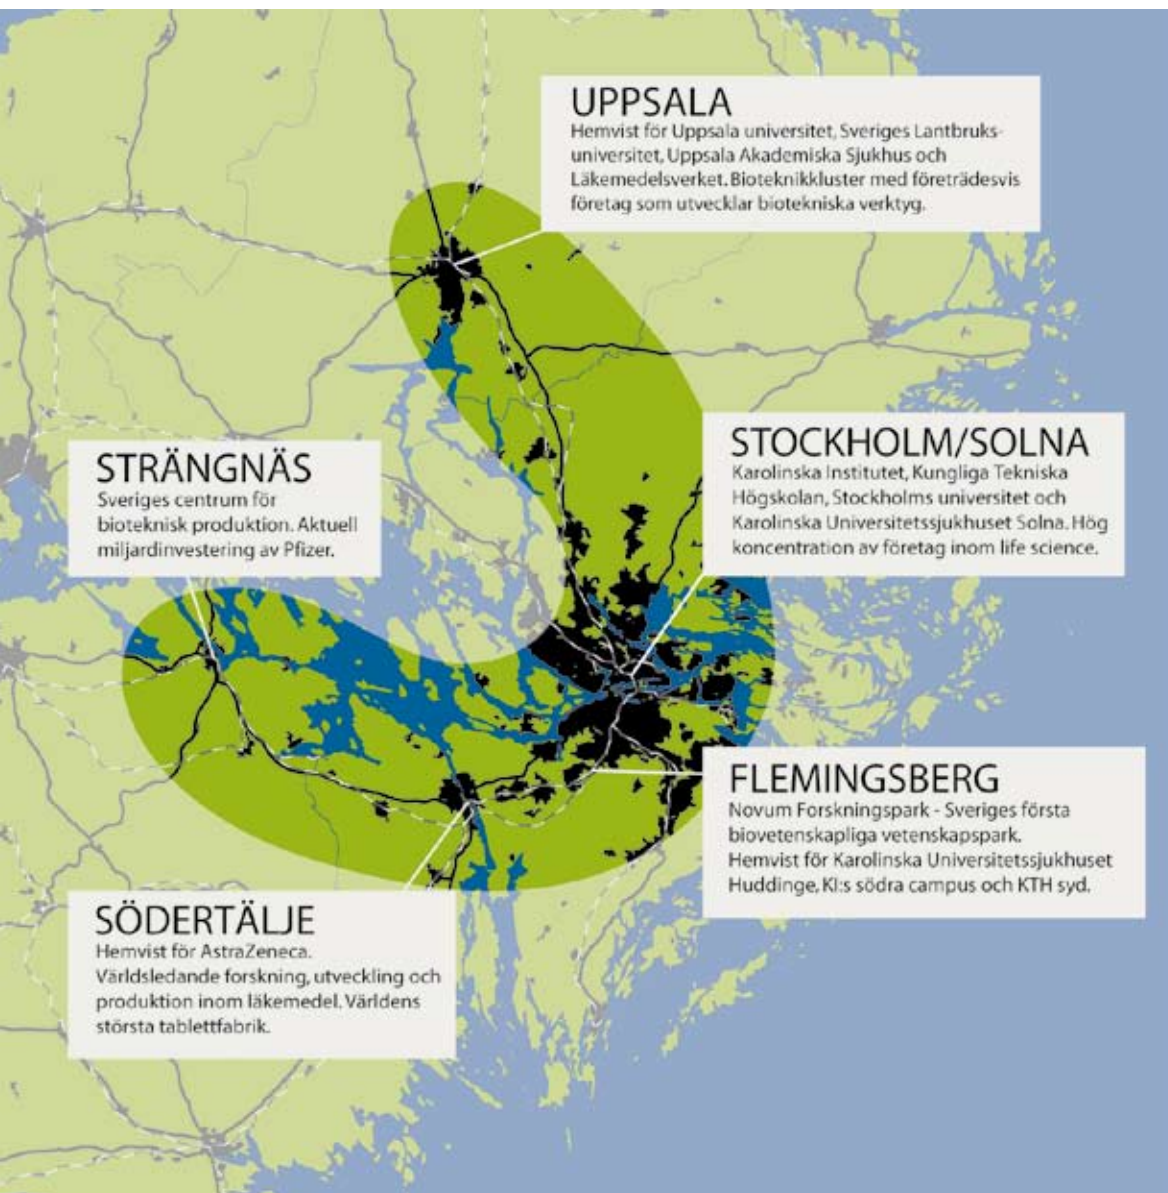 UPPSALA
Hemvist för Uppsala universitet, Sveriges Lantbruks-
universitet, Uppsala Akademiska Sjukhus och
Läkemedelsverket. Bioteknikkluster med företrädesvis
företag som utvecklar biotekniska verktyg.
STRÄNGNÄS
Sveriges centrum för
bioteknisk produktion. Aktuell
miljardinvestering av Pfizer.
STOCKHOLM/SOLNA
Karolinska Institutet, Kungliga Tekniska
Högskolan, Stockholms universitet och
Karolinska Universitetssjukhuset Solna. Hög
koncentration av företag inom life science.
FLEMINGSBERG
Novum Forskningspark - Sveriges första
biovetenskapliga vetenskapspark.
Hemvist för Karolinska Universitetssjukhuset
Huddinge, KI:s södra campus och KTH syd.
SÖDERTÄLJE
Hemvist för AstraZeneca.
Världsledande forskning, utveckling och
produktion inom läkemedel. Världens
största tablettfabrik.